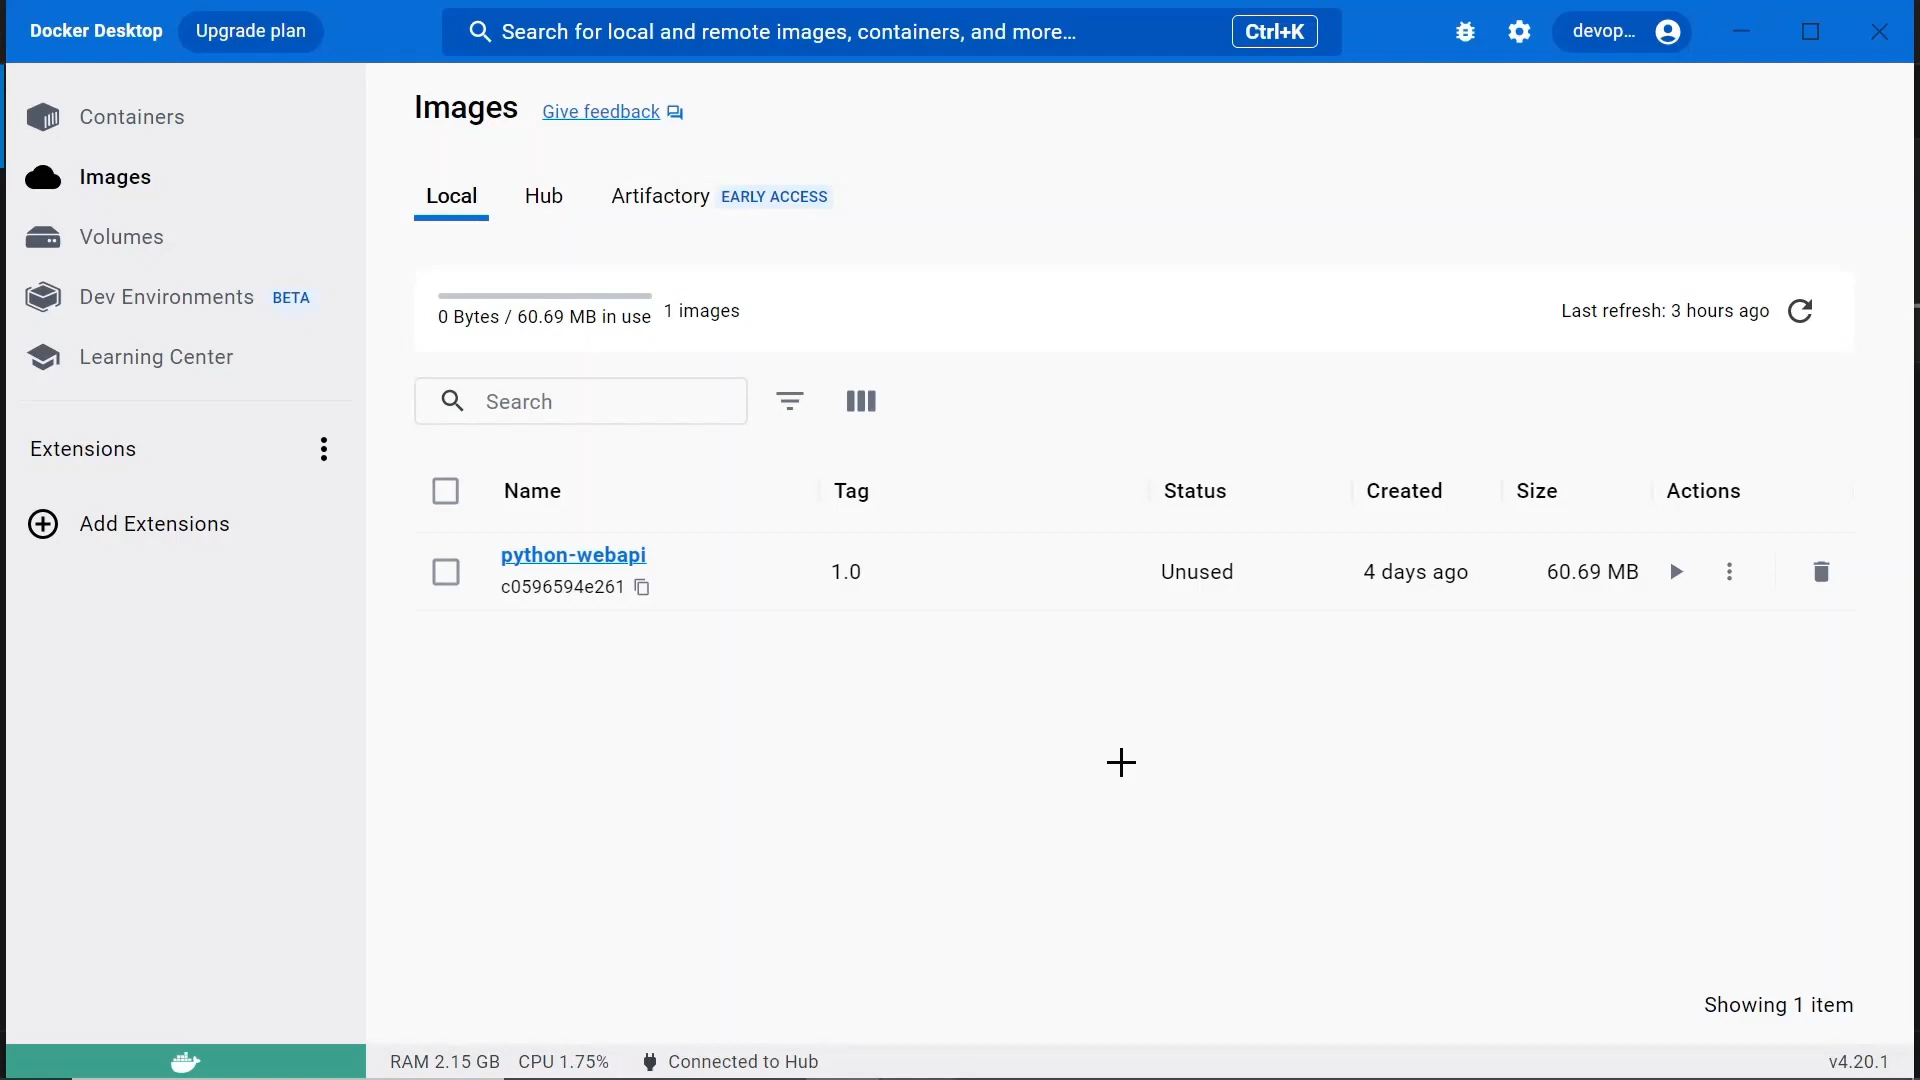 Docker Desktop
Upgrade plan
Search for local and remote images, containers, and more...
Ctrl+K
devop...
Containers
Images
Volumes
Dev Environments BETA
Learning Center
Extensions
Add Extensions
Images
Give feedback
Local
Hub
Artifactory EARLY ACCESS
0 Bytes / 60.69 MB in use
1 images
Last refresh: 3 hours ago
Search
Name Tag Status Created Size Actions
python-webapi
c0596594e261
1.0
Unused
4 days ago
60.69 MB
Showing 1 item
RAM 2.15 GB CPU 1.75% Connected to Hub
v4.20.1